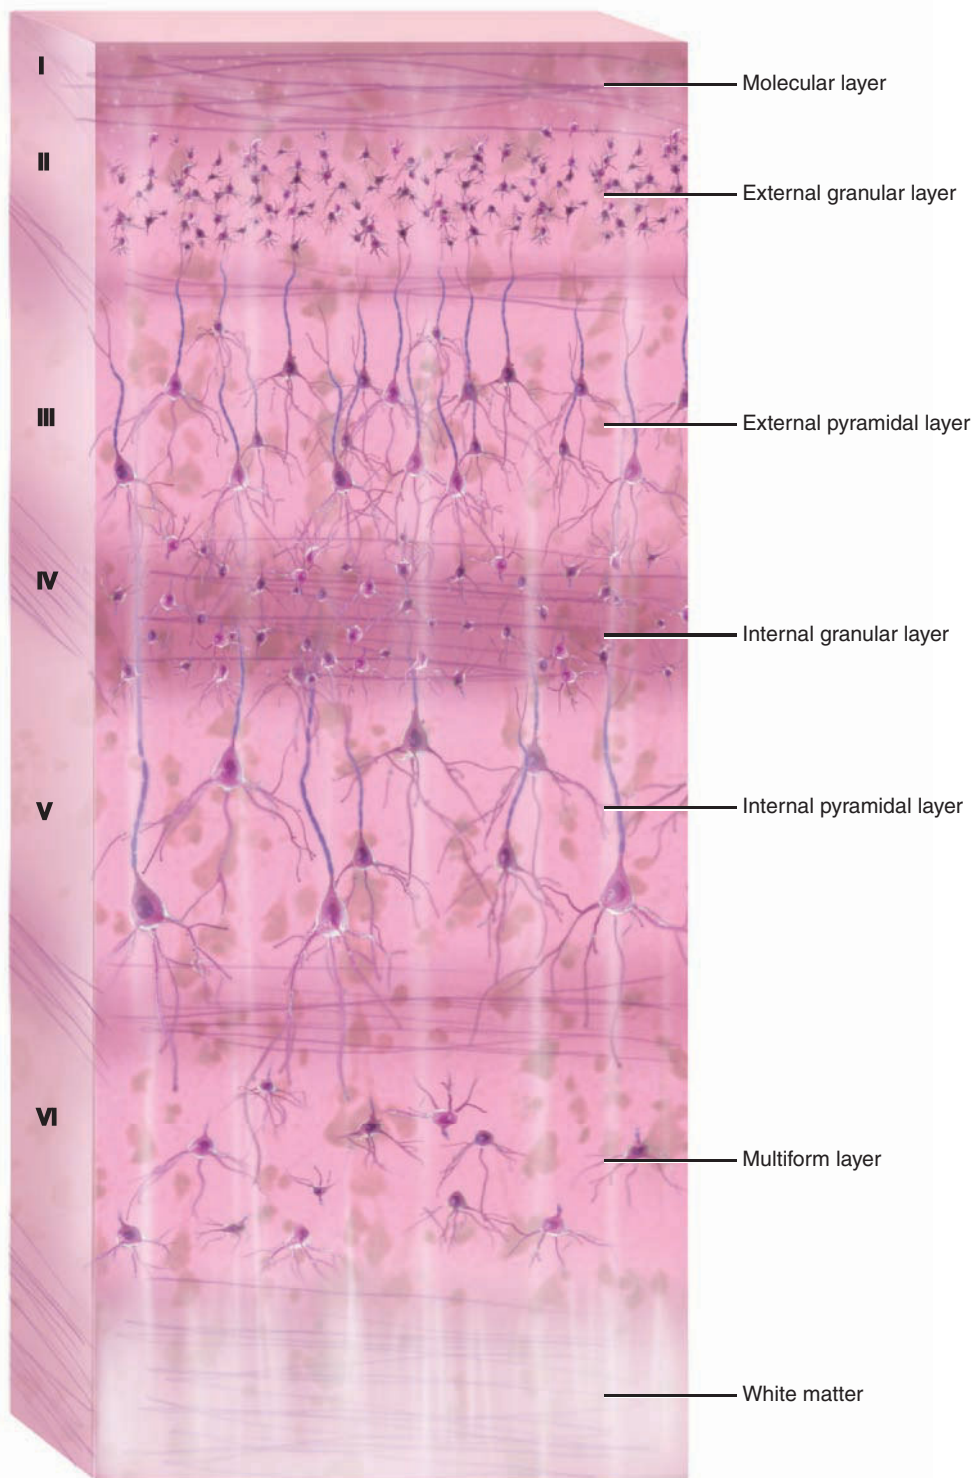 I
Molecular layer
II
External granular layer
III
External pyramidal layer
IV
Internal granular layer
V
Internal pyramidal layer
VI
Multiform layer
White matter